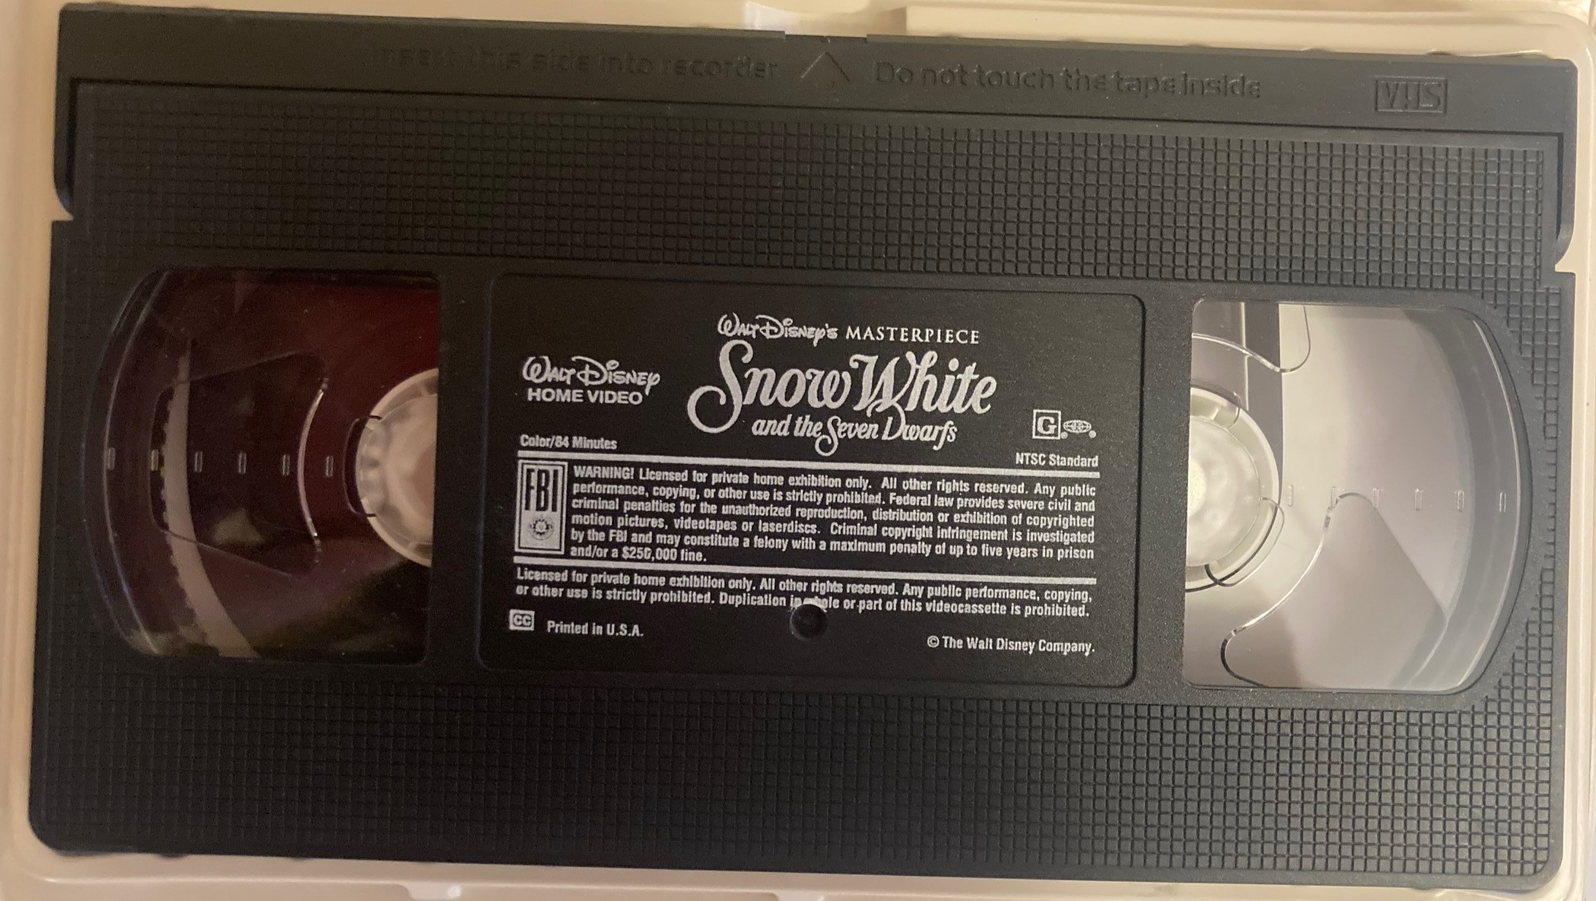 Insert this side into recorder Do not touch the tape inside VHS
WALT DISNEY'S MASTERPIECE
Snow White
and the Seven Dwarfs
WALT DISNEY
HOME VIDEO
G
Color/84 Minutes
NTSC Standard
FBI
WARNING! Licensed for private home exhibition only. All other rights reserved. Any public
performance, copying, or other use is strictly prohibited. Federal law provides severe civil and
criminal penalties for the unauthorized reproduction, distribution or exhibition of copyrighted
motion pictures, videotapes or laserdiscs. Criminal copyright infringement is investigated
by the FBI and may constitute a felony with a maximum penalty of up to five years in prison
and/or a $250,000 fine.
Licensed for private home exhibition only. All other rights reserved. Any public performance, copying,
or other use is strictly prohibited. Duplication in whole or part of this videocassette is prohibited.
CC Printed in U.S.A.
© The Walt Disney Company.